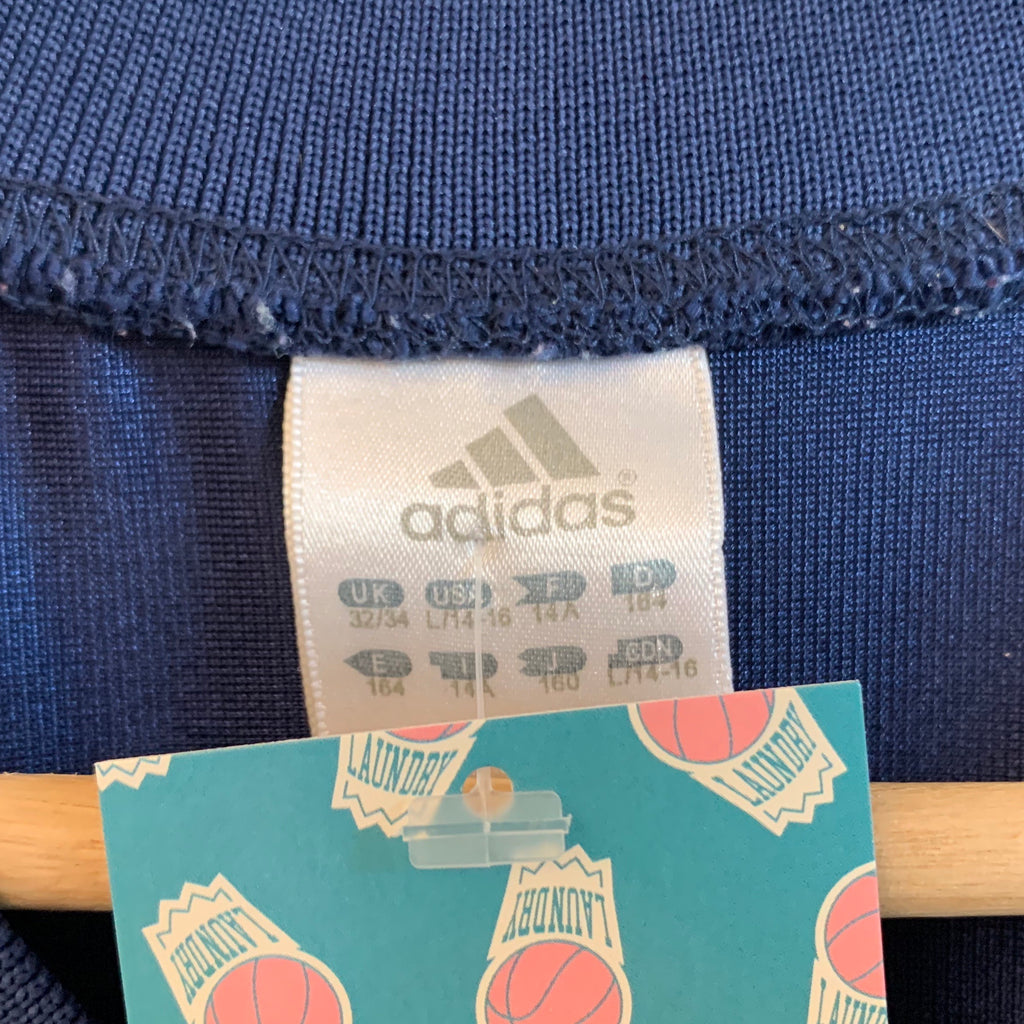 adidas®
UK USA F D
32/34 L/14-16 14A 164
E I I CDN
164 14A 160 L/14-16
LAUNDRY
LAUNDRY
LAUNDRY
LAUNDRY
LAUNDRY